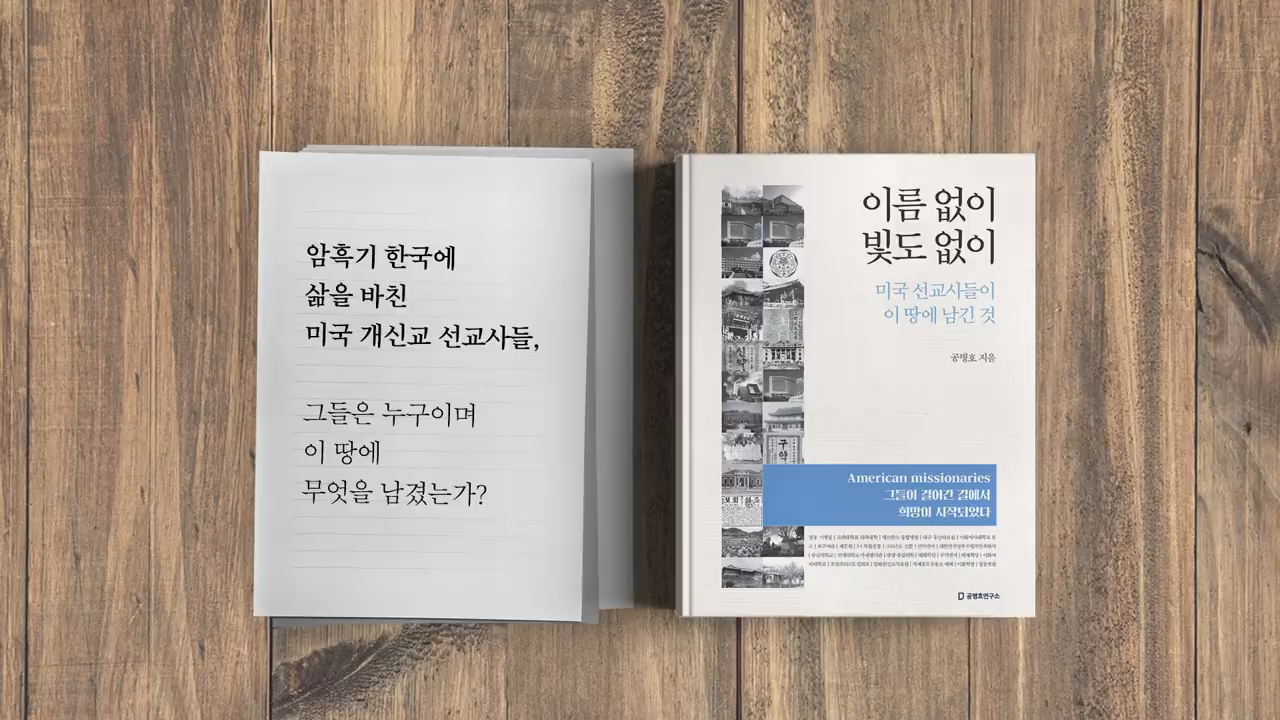 암흑기 한국에
삶을 바친
미국 개신교 선교사들,
그들은 누구이며
이 땅에
무엇을 남겼는가?
이름 없이
빛도 없이
미국 선교사들이
이 땅에 남긴 것
공병호 지음
신약
구약
American missionaries
그들이 걸어간 길에서
희망이 시작되었다
공병호연구소